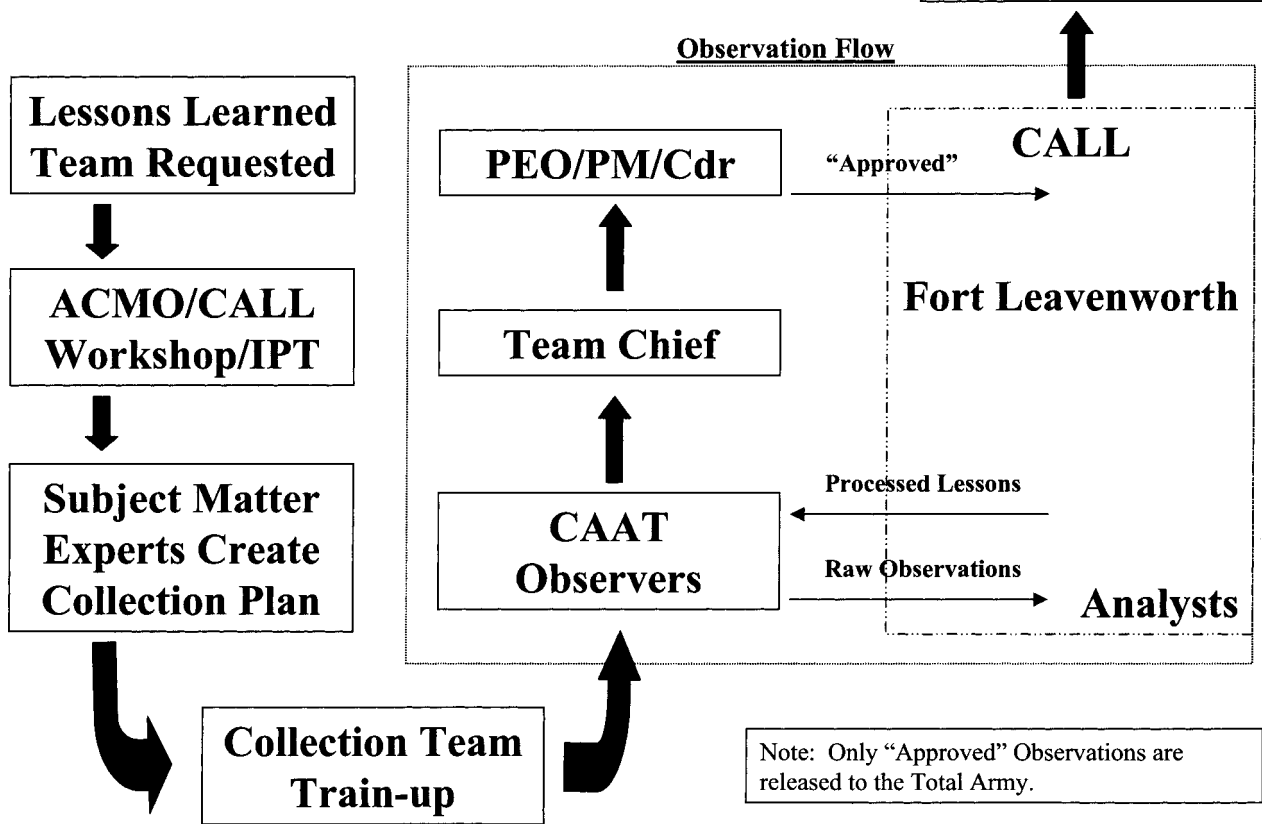 Observation Flow
Lessons Learned
Team Requested
ACMO/CALL
Workshop/IPT
Subject Matter
Experts Create
Collection Plan
Collection Team
Train-up
PEO/PM/Cdr
Team Chief
CAAT
Observers
“Approved”
Processed Lessons
Raw Observations
CALL
Fort Leavenworth
Analysts
Note: Only “Approved” Observations are
released to the Total Army.